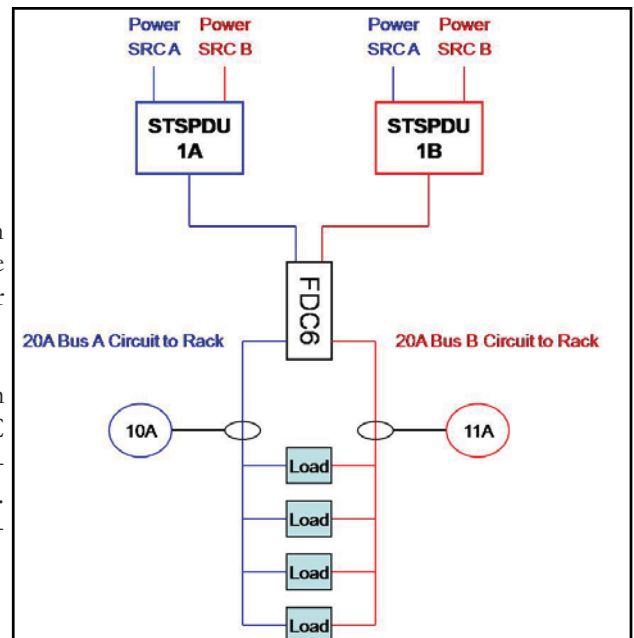 Power
SRC A
Power
SRC B
Power
SRC A
Power
SRC B
STSPDU
1A
STSPDU
1B
FDC6
20A Bus A Circuit to Rack
20A Bus B Circuit to Rack
10A
11A
Load
Load
Load
Load